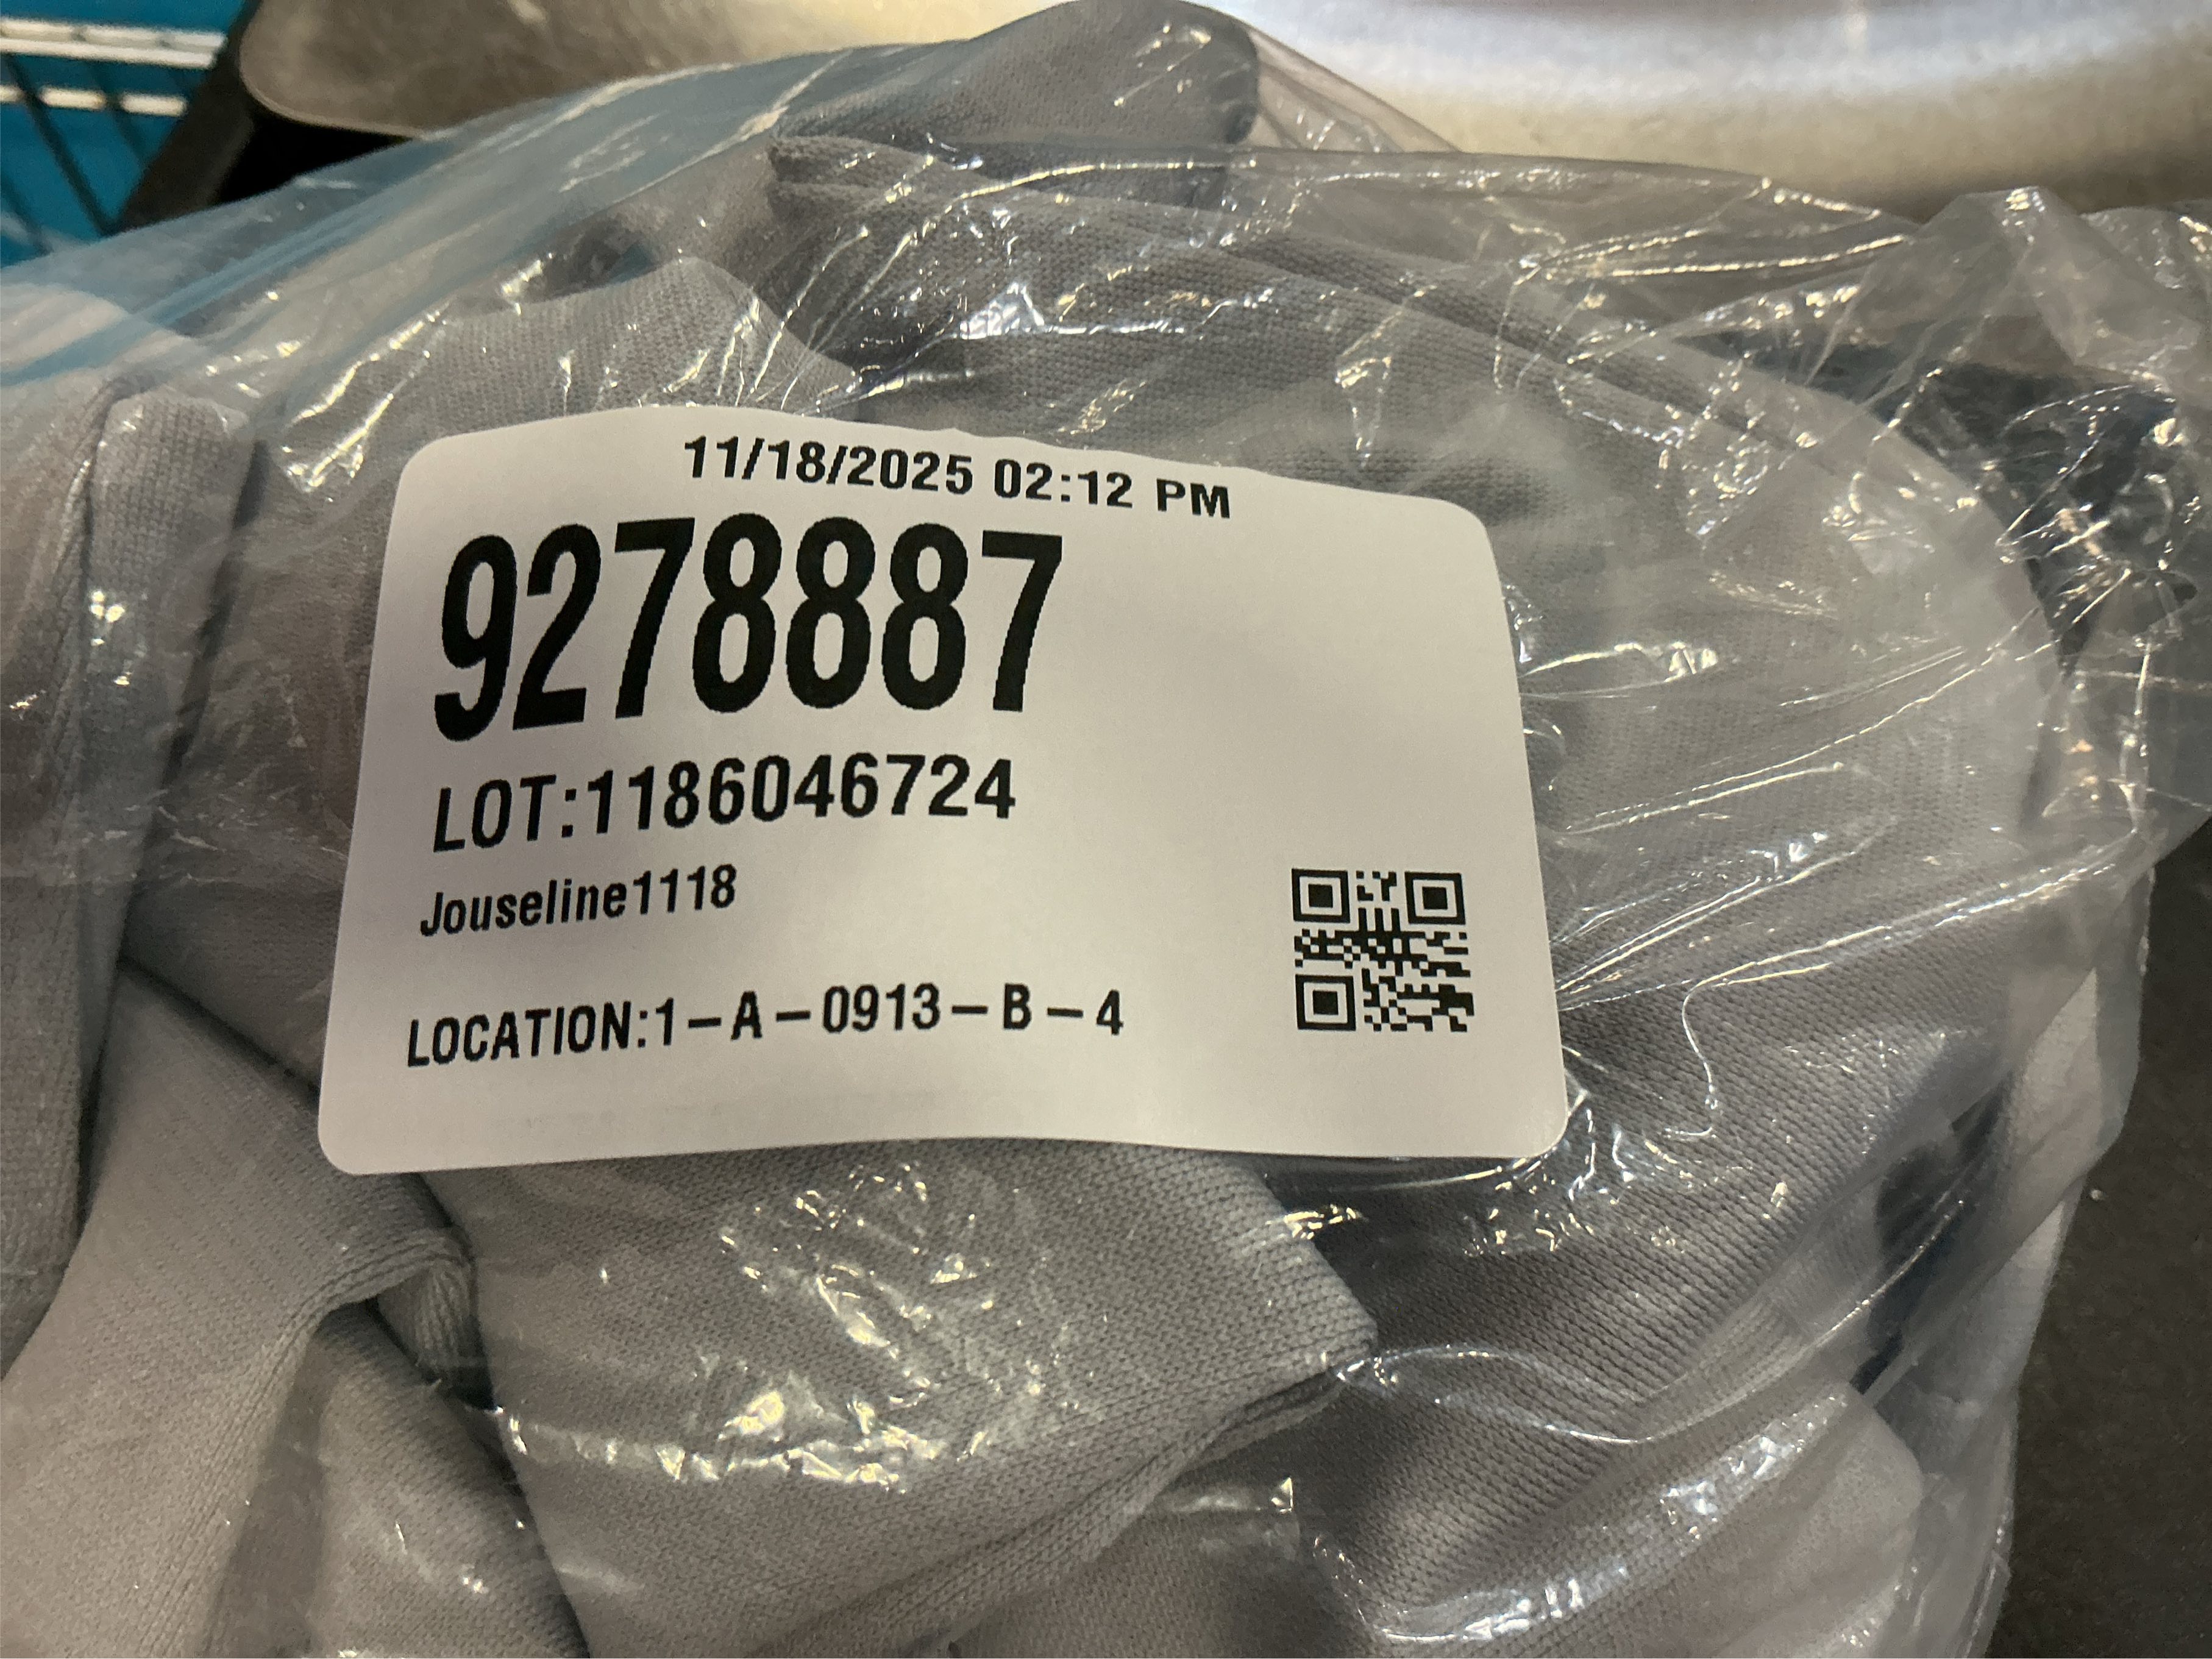 11/18/2025 02:12 PM
9278887
LOT:1186046724
Jouseline1118
LOCATION:1-A-0913-B-4